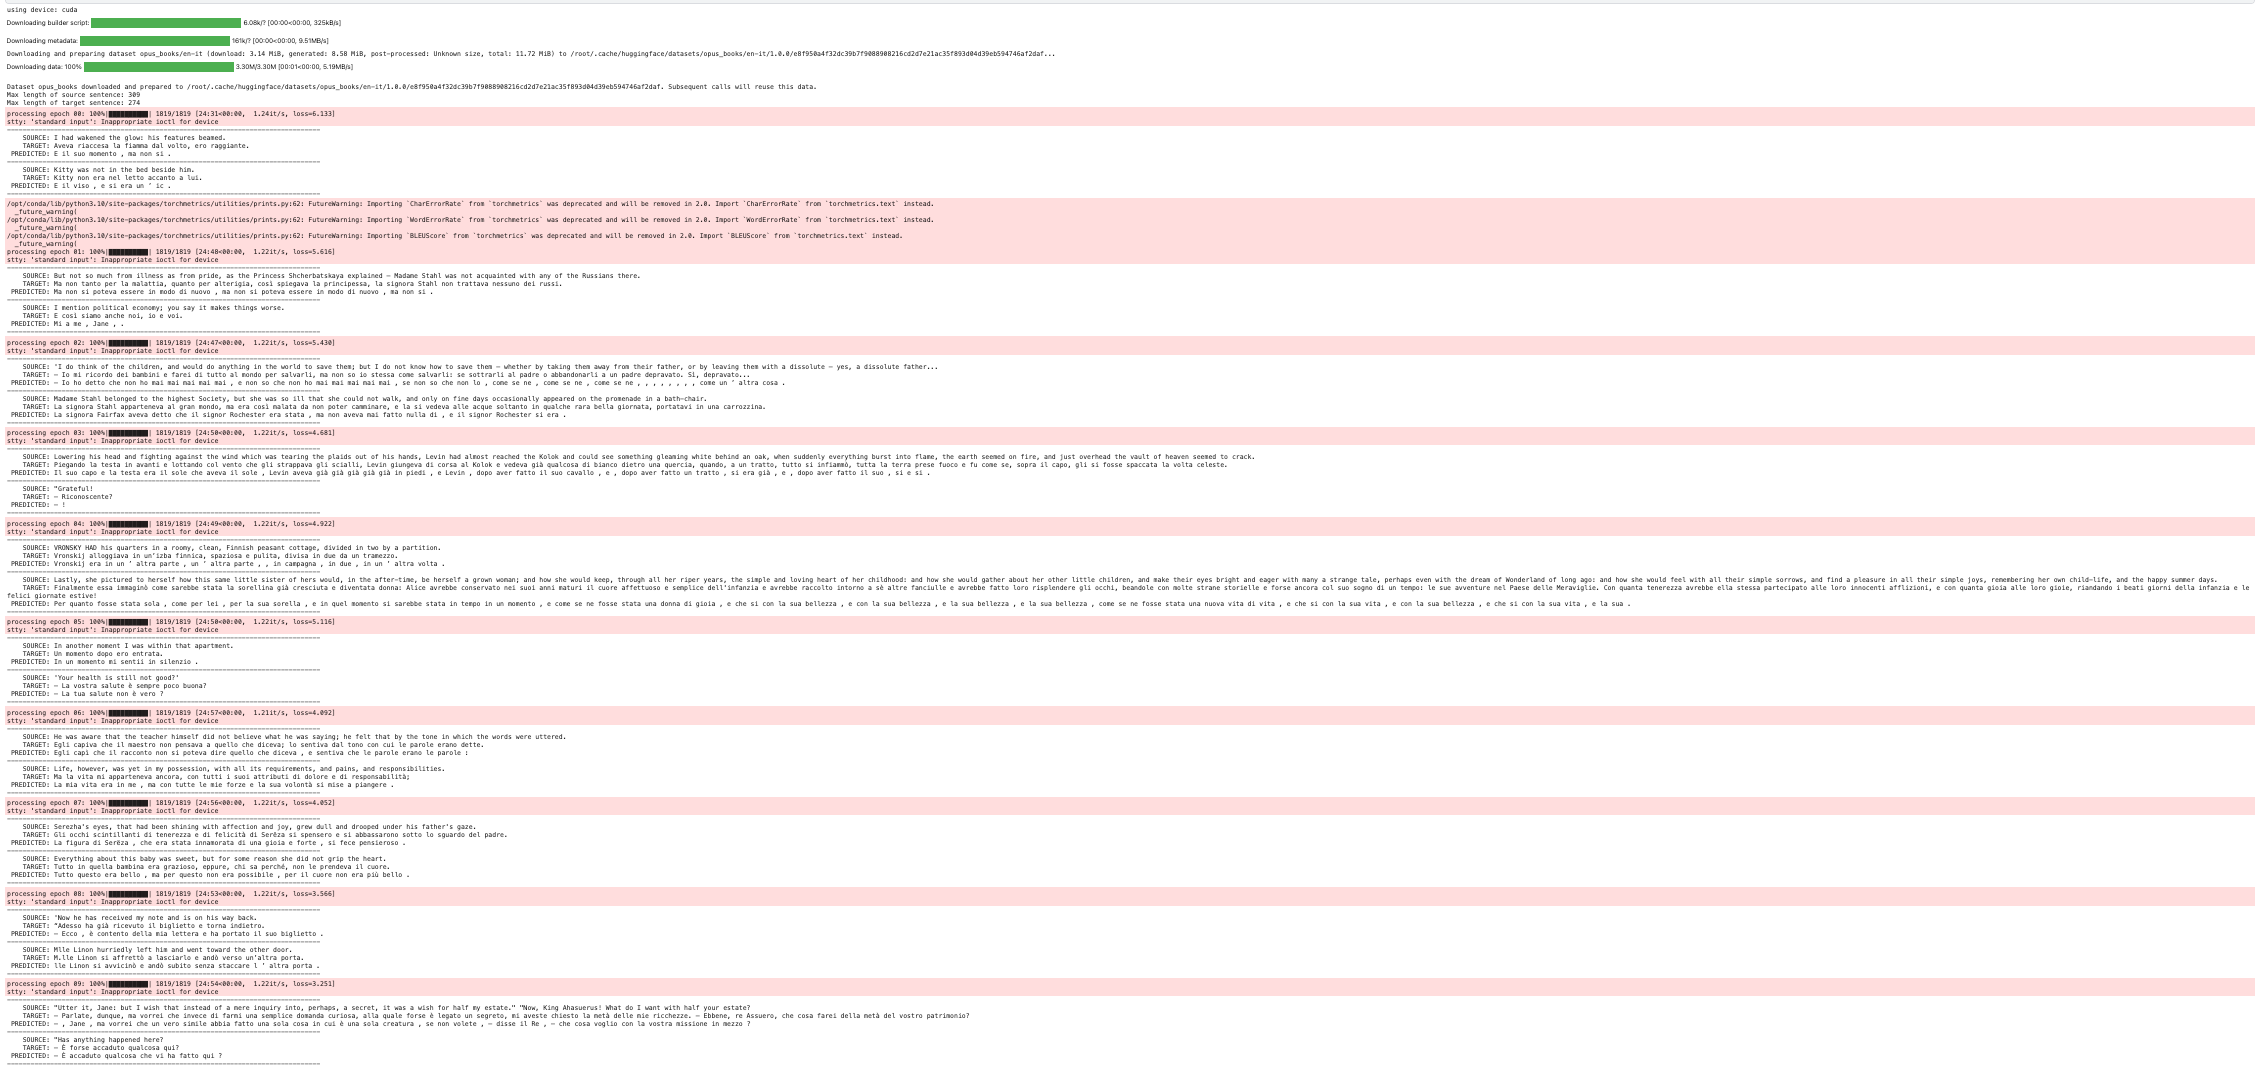 using device: cuda
Downloading builder script: 6.08k/? [00:00<00:00, 325kB/s]
Downloading metadata: 161k/? [00:00<00:00, 9.51MB/s]
Downloading and preparing dataset opus_books/en-it (download: 3.14 MiB, generated: 8.58 MiB, post-processed: Unknown size, total: 11.72 MiB) to /root/.cache/huggingface/datasets/opus_books/en-it/1.0.0/e8f950a4f32dc39b7f9088908216cd2d7e21ac35f893d04d39eb594746af2daf...
Downloading data: 100% 3.30M/3.30M [00:01<00:00, 5.19MB/s]
Dataset opus_books downloaded and prepared to /root/.cache/huggingface/datasets/opus_books/en-it/1.0.0/e8f950a4f32dc39b7f9088908216cd2d7e21ac35f893d04d39eb594746af2daf. Subsequent calls will reuse this data.
Max length of source sentence: 309
Max length of target sentence: 274
processing epoch 00: 100%|██████████| 1819/1819 [24:31<00:00,  1.24it/s, loss=6.133]
stty: 'standard input': Inappropriate ioctl for device
SOURCE: I had wakened the glow: his features beamed.
TARGET: Aveva riaccesa la fiamma dal volto, ero raggiante.
PREDICTED: E il suo momento , ma non si .
SOURCE: Kitty was not in the bed beside him.
TARGET: Kitty non era nel letto accanto a lui.
PREDICTED: E il viso , e si era un ' ic .
/opt/conda/lib/python3.10/site-packages/torchmetrics/utilities/prints.py:62: FutureWarning: Importing `CharErrorRate` from `torchmetrics` was deprecated and will be removed in 2.0. Import `CharErrorRate` from `torchmetrics.text` instead.
_future_warning(
/opt/conda/lib/python3.10/site-packages/torchmetrics/utilities/prints.py:62: FutureWarning: Importing `WordErrorRate` from `torchmetrics` was deprecated and will be removed in 2.0. Import `WordErrorRate` from `torchmetrics.text` instead.
_future_warning(
/opt/conda/lib/python3.10/site-packages/torchmetrics/utilities/prints.py:62: FutureWarning: Importing `BLEUScore` from `torchmetrics` was deprecated and will be removed in 2.0. Import `BLEUScore` from `torchmetrics.text` instead.
_future_warning(
processing epoch 01: 100%|██████████| 1819/1819 [24:48<00:00,  1.22it/s, loss=5.616]
stty: 'standard input': Inappropriate ioctl for device
SOURCE: But not so much from illness as from pride, as the Princess Shcherbatskaya explained — Madame Stahl was not acquainted with any of the Russians there.
TARGET: Ma non tanto per la malattia, quanto per alterigia, così spiegava la principessa, la signora Stahl non trattava nessuno dei russi.
PREDICTED: Ma non si poteva essere in modo di nuovo , ma non si poteva essere in modo di nuovo , ma non si .
SOURCE: I mention political economy; you say it makes things worse.
TARGET: E così siamo anche noi, io e voi.
PREDICTED: Mi a me , Jane , .
processing epoch 02: 100%|██████████| 1819/1819 [24:47<00:00,  1.22it/s, loss=5.430]
stty: 'standard input': Inappropriate ioctl for device
SOURCE: 'I do think of the children, and would do anything in the world to save them; but I do not know how to save them — whether by taking them away from their father, or by leaving them with a dissolute — yes, a dissolute father...
TARGET: — Io mi ricordo dei bambini e farei di tutto al mondo per salvarli, ma non so io stessa come salvarli: se sottrarli al padre o abbandonarli a un padre depravato. Sì, depravato...
PREDICTED: — Io ho detto che non ho mai mai mai mai mai , e non so che non ho mai mai mai mai mai , se non so che non lo , come se ne , come se ne , come se ne , , , , , , , , come un ' altra cosa .
SOURCE: Madame Stahl belonged to the highest Society, but she was so ill that she could not walk, and only on fine days occasionally appeared on the promenade in a bath-chair.
TARGET: La signora Stahl apparteneva al gran mondo, ma era così malata da non poter camminare, e la si vedeva alle acque soltanto in qualche rara bella giornata, portatavi in una carrozzina.
PREDICTED: La signora Fairfax aveva detto che il signor Rochester era stata , ma non aveva mai fatto nulla di , e il signor Rochester si era .
processing epoch 03: 100%|██████████| 1819/1819 [24:50<00:00,  1.22it/s, loss=4.681]
stty: 'standard input': Inappropriate ioctl for device
SOURCE: Lowering his head and fighting against the wind which was tearing the plaids out of his hands, Levin had almost reached the Kolok and could see something gleaming white behind an oak, when suddenly everything burst into flame, the earth seemed on fire, and just overhead the vault of heaven seemed to crack.
TARGET: Piegando la testa in avanti e lottando col vento che gli strappava gli scialli, Levin giungeva di corsa al Kolok e vedeva già qualcosa di bianco dietro una quercia, quando, a un tratto, tutto si infiammò, tutta la terra prese fuoco e fu come se, sopra il capo, gli si fosse spaccata la volta celeste.
PREDICTED: Il suo capo e la testa era il sole che aveva il sole , Levin aveva già già già già già in piedi , e Levin , dopo aver fatto il suo cavallo , e , dopo aver fatto un tratto , si era già , e , dopo aver fatto il suo , si e si .
SOURCE: "Grateful!
TARGET: — Riconoscente?
PREDICTED: — !
processing epoch 04: 100%|██████████| 1819/1819 [24:49<00:00,  1.22it/s, loss=4.922]
stty: 'standard input': Inappropriate ioctl for device
SOURCE: VRONSKY HAD his quarters in a roomy, clean, Finnish peasant cottage, divided in two by a partition.
TARGET: Vronskij alloggiava in un'izba finnica, spaziosa e pulita, divisa in due da un tramezzo.
PREDICTED: Vronskij era in un ' altra parte , un ' altra parte , , in campagna , in due , in un ' altra volta .
SOURCE: Lastly, she pictured to herself how this same little sister of hers would, in the after-time, be herself a grown woman; and how she would keep, through all her riper years, the simple and loving heart of her childhood: and how she would gather about her other little children, and make their eyes bright and eager with many a strange tale, perhaps even with the dream of Wonderland of long ago: and how she would feel with all their simple sorrows, and find a pleasure in all their simple joys, remembering her own child-life, and the happy summer days.
TARGET: Finalmente essa immaginò come sarebbe stata la sorellina già cresciuta e diventata donna: Alice avrebbe conservato nei suoi anni maturi il cuore affettuoso e semplice dell'infanzia e avrebbe raccolto intorno a sè altre fanciulle e avrebbe fatto loro risplendere gli occhi, beandole con molte strane storielle e forse ancora col suo sogno di un tempo: le sue avventure nel Paese delle Meraviglie. Con quanta tenerezza avrebbe ella stessa partecipato alle loro innocenti afflizioni, e con quanta gioia alle loro gioie, riandando i beati giorni della infanzia e le
felici giornate estive!
PREDICTED: Per quanto fosse stata sola , come per lei , per la sua sorella , e in quel momento si sarebbe stata in tempo in un momento , e come se ne fosse stata una donna di gioia , e che si con la sua bellezza , e con la sua bellezza , e la sua bellezza , e la sua bellezza , come se ne fosse stata una nuova vita di vita , e che si con la sua vita , e con la sua bellezza , e che si con la sua vita , e la sua .
processing epoch 05: 100%|██████████| 1819/1819 [24:50<00:00,  1.22it/s, loss=5.116]
stty: 'standard input': Inappropriate ioctl for device
SOURCE: In another moment I was within that apartment.
TARGET: Un momento dopo ero entrata.
PREDICTED: In un momento mi sentii in silenzio .
SOURCE: 'Your health is still not good?'
TARGET: — La vostra salute è sempre poco buona?
PREDICTED: — La tua salute non è vero ?
processing epoch 06: 100%|██████████| 1819/1819 [24:57<00:00,  1.21it/s, loss=4.092]
stty: 'standard input': Inappropriate ioctl for device
SOURCE: He was aware that the teacher himself did not believe what he was saying; he felt that by the tone in which the words were uttered.
TARGET: Egli capiva che il maestro non pensava a quello che diceva; lo sentiva dal tono con cui le parole erano dette.
PREDICTED: Egli capì che il racconto non si poteva dire quello che diceva , e sentiva che le parole erano le parole :
SOURCE: Life, however, was yet in my possession, with all its requirements, and pains, and responsibilities.
TARGET: Ma la vita mi apparteneva ancora, con tutti i suoi attributi di dolore e di responsabilità;
PREDICTED: La mia vita era in me , ma con tutte le mie forze e la sua volontà si mise a piangere .
processing epoch 07: 100%|██████████| 1819/1819 [24:56<00:00,  1.22it/s, loss=4.052]
stty: 'standard input': Inappropriate ioctl for device
SOURCE: Serezha's eyes, that had been shining with affection and joy, grew dull and drooped under his father's gaze.
TARGET: Gli occhi scintillanti di tenerezza e di felicità di Serëza si spensero e si abbassarono sotto lo sguardo del padre.
PREDICTED: La figura di Serëza , che era stata innamorata di una gioia e forte , si fece pensieroso .
SOURCE: Everything about this baby was sweet, but for some reason she did not grip the heart.
TARGET: Tutto in quella bambina era grazioso, eppure, chi sa perché, non le prendeva il cuore.
PREDICTED: Tutto questo era bello , ma per questo non era possibile , per il cuore non era più bello .
processing epoch 08: 100%|██████████| 1819/1819 [24:53<00:00,  1.22it/s, loss=3.566]
stty: 'standard input': Inappropriate ioctl for device
SOURCE: 'Now he has received my note and is on his way back.
TARGET: "Adesso ha già ricevuto il biglietto e torna indietro.
PREDICTED: — Ecco , è contento della mia lettera e ha portato il suo biglietto .
SOURCE: Mlle Linon hurriedly left him and went toward the other door.
TARGET: M.lle Linon si affrettò a lasciarlo e andò verso un'altra porta.
PREDICTED: lle Linon si avvicinò e andò subito senza staccare l ' altra porta .
processing epoch 09: 100%|██████████| 1819/1819 [24:54<00:00,  1.22it/s, loss=3.251]
stty: 'standard input': Inappropriate ioctl for device
SOURCE: "Utter it, Jane: but I wish that instead of a mere inquiry into, perhaps, a secret, it was a wish for half my estate." "Now, King Ahasuerus! What do I want with half your estate?
TARGET: — Parlate, dunque, ma vorrei che invece di farmi una semplice domanda curiosa, alla quale forse è legato un segreto, mi aveste chiesto la metà delle mie ricchezze. — Ebbene, re Assuero, che cosa farei della metà del vostro patrimonio?
PREDICTED: — , Jane , ma vorrei che un vero simile abbia fatto una sola cosa in cui è una sola creatura , se non volete , — disse il Re , — che cosa voglio con la vostra missione in mezzo ?
SOURCE: "Has anything happened here?
TARGET: — È forse accaduto qualcosa qui?
PREDICTED: — È accaduto qualcosa che vi ha fatto qui ?